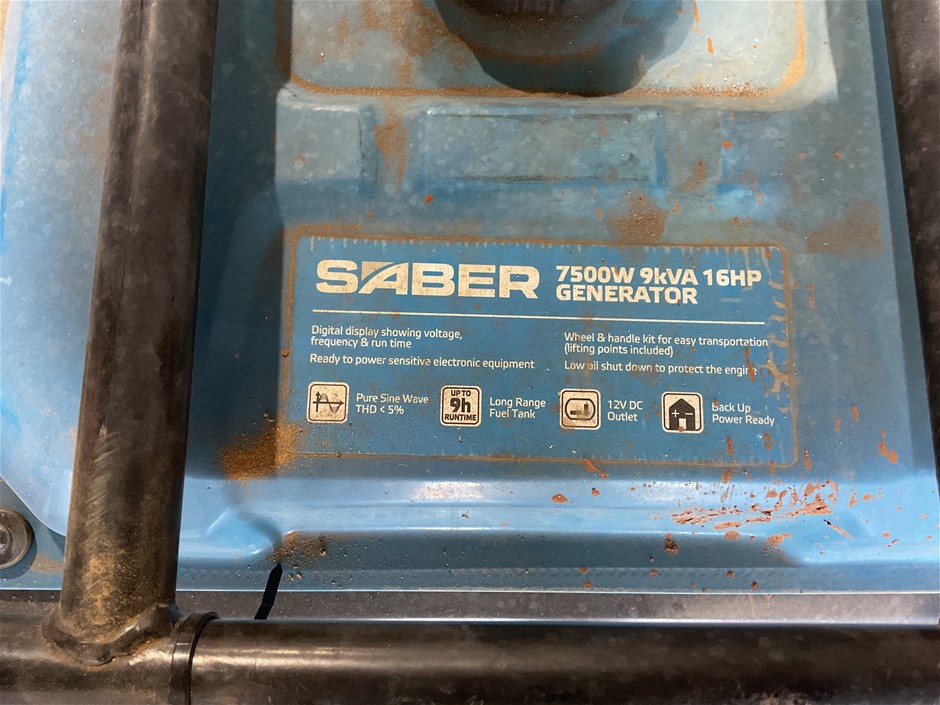 SABER
7500W 9kVA 16HP
GENERATOR
Digital display showing voltage,
frequency & run time
Ready to power sensitive electronic equipment
Wheel & handle kit for easy transportation
(lifting points included)
Low oil shut down to protect the engine
Pure Sine Wave
THD < 5%
UP TO
9h
RUNTIME
Long Range
Fuel Tank
12V DC
Outlet
Back Up
Power Ready